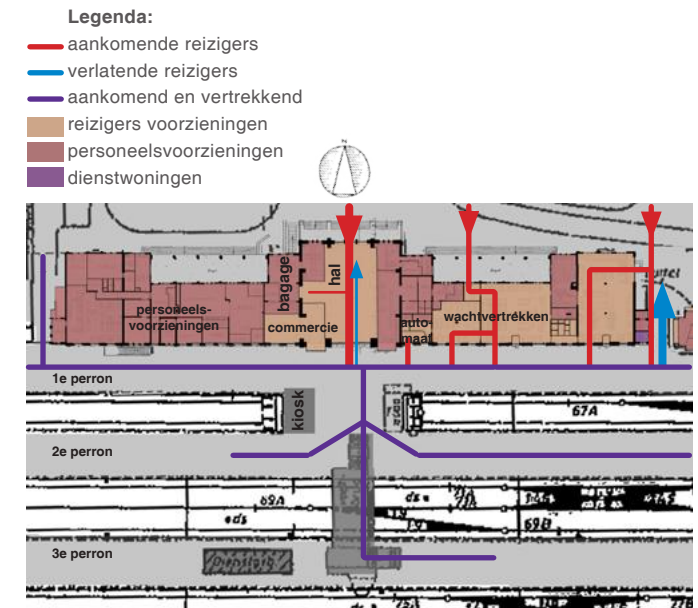 Legenda:
aankomende reizigers
verlatende reizigers
aankomend en vertrekkend
reizigers voorzieningen
personeelsvoorzieningen
dienstwoningen
bagage
hal
personeels-
voorzieningen
commercie
auto-
maat
wachtvertrekken
1e perron
kiosk
67A
2e perron
69A
69B
3e perron